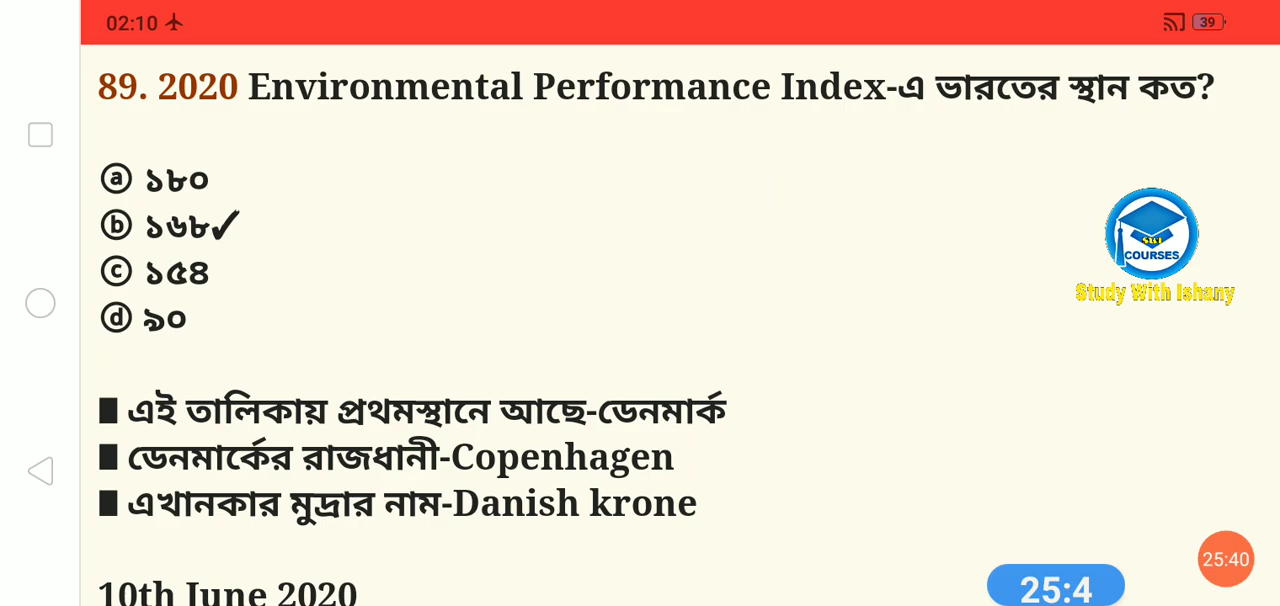 02:10
39
89. 2020 Environmental Performance Index-এ ভারতের স্থান কত?
ⓐ ১৮০
ⓑ ১৬৮✓
ⓒ ১৫৪
ⓓ ৯০
COURSES
Study With Ishany
■ এই তালিকায় প্রথমস্থানে আছে-ডেনমার্ক
■ ডেনমার্কের রাজধানী-Copenhagen
■ এখানকার মুদ্রার নাম-Danish krone
25:40
10th June 2020
25:4